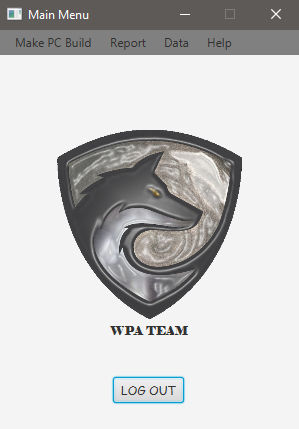 Main Menu
Make PC Build Report Data Help
WPA TEAM
LOG OUT